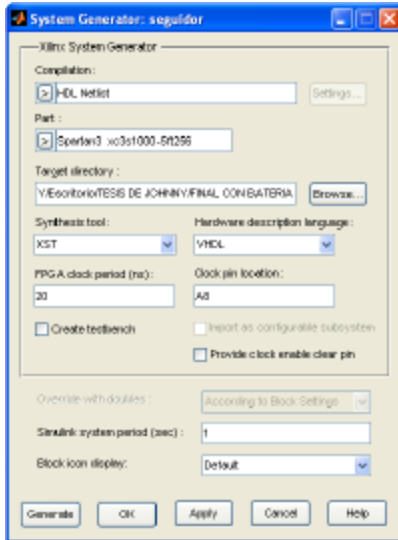 System Generator: seguidor
Xilinx System Generator
Compilation :
> HDL Netlist
Settings...
Part :
> Spartan3 xc3s1000-5ft256
Target directory :
Y/Escritorio/TESIS DE JOHNNY/FINAL CON BATERIA
Browse...
Synthesis tool : Hardware description language :
XST VHDL
FPGA clock period (ns) : Clock pin location :
20 A8
Create testbench Import as configurable subsystem
Provide clock enable clear pin
Override with doubles : According to Block Settings
Simulink system period (sec) : 1
Block icon display: Default
Generate OK Apply Cancel Help